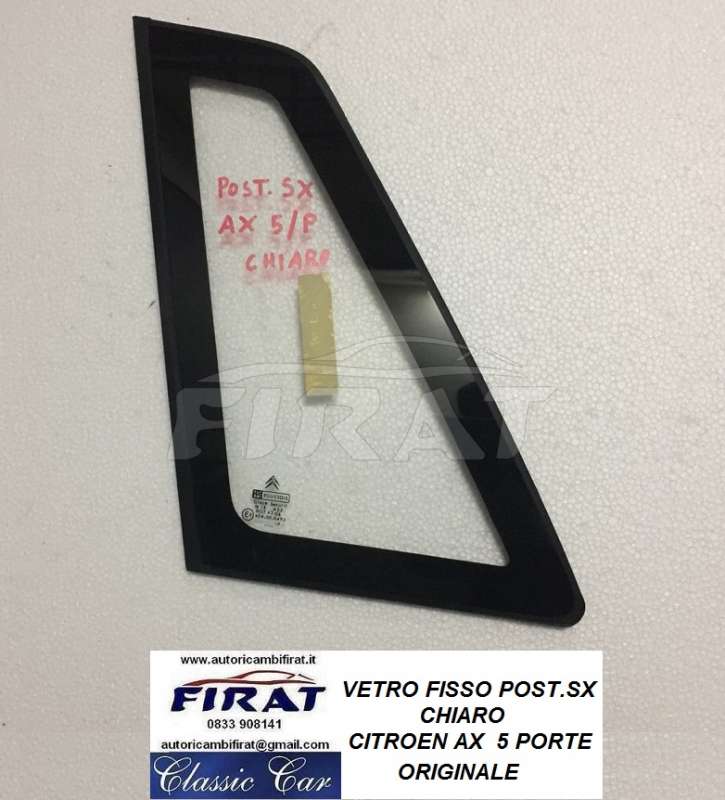 POST. SX
AX 5/P
CHIARO
FIRAT
www.autoricambifirat.it
FIRAT
0833 908141
autoricambifirat@gmail.com
Classic Car
VETRO FISSO POST.SX
CHIARO
CITROEN AX 5 PORTE
ORIGINALE